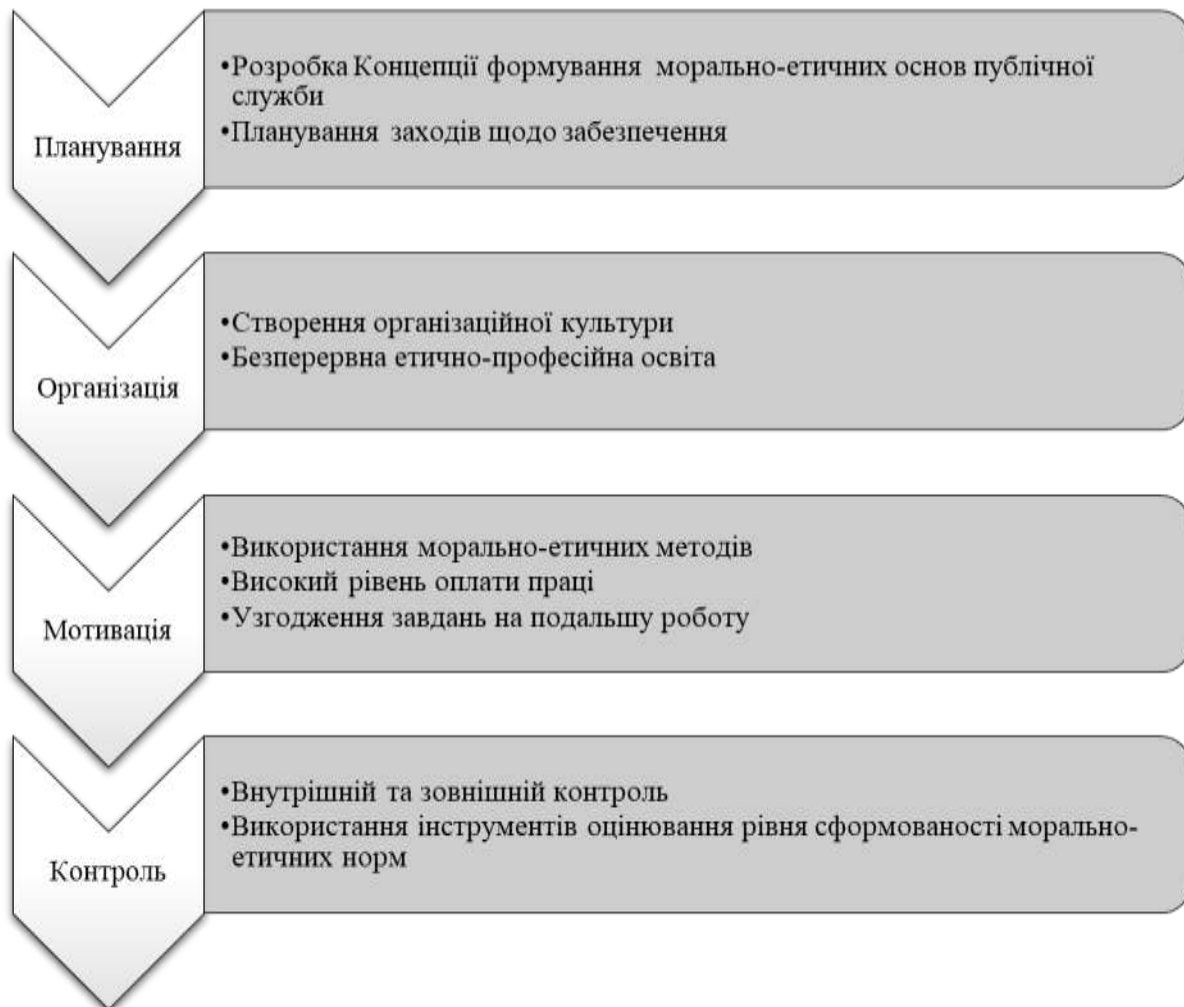 Планування
•Розробка Концепції формування морально-етичних основ публічної
служби
•Планування заходів щодо забезпечення
Організація
•Створення організаційної культури
•Безперервна етично-професійна освіта
Мотивація
•Використання морально-етичних методів
•Високий рівень оплати праці
•Узгодження завдань на подальшу роботу
Контроль
•Внутрішній та зовнішній контроль
•Використання інструментів оцінювання рівня сформованості морально-
етичних норм